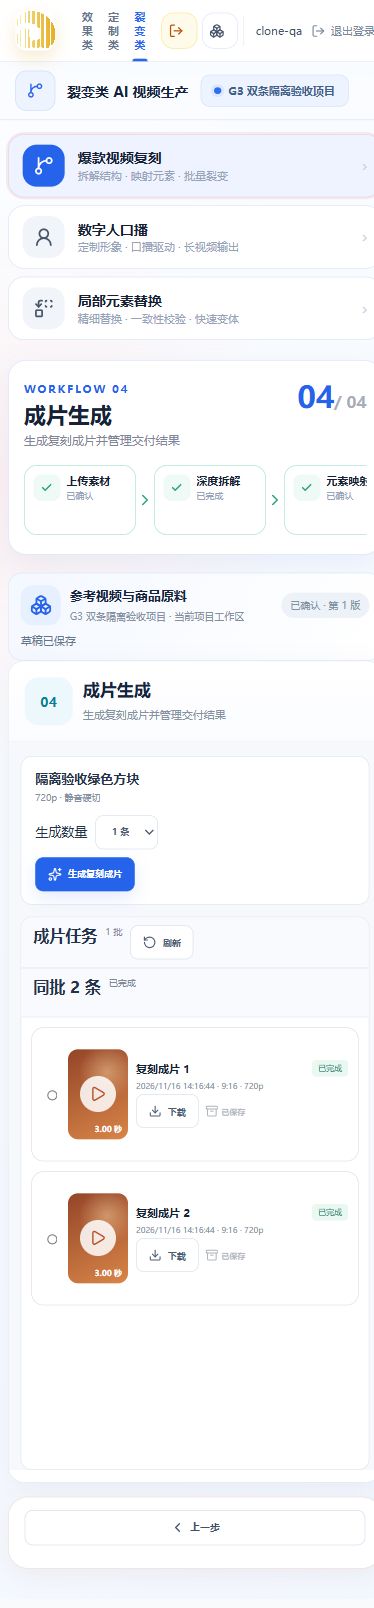 效果类
定制类
裂变类
clone-qa
退出登录
裂变类 AI 视频生产
G3 双条隔离验收项目
爆款视频复刻
拆解结构 · 映射元素 · 批量裂变
数字人口播
定制形象 · 口播驱动 · 长视频输出
局部元素替换
精细替换 · 一致性校验 · 快速变体
WORKFLOW 04
成片生成
生成复刻成片并管理交付结果
04 / 04
上传素材
已确认
深度拆解
已完成
元素映射
已确认
参考视频与商品原料
G3 双条隔离验收项目 · 当前项目工作区
已确认 · 第 1 版
草稿已保存
04
成片生成
生成复刻成片并管理交付结果
隔离验收绿色方块
720p · 静音硬切
生成数量
1 条
生成复刻成片
成片任务
1 批
刷新
同批 2 条
已完成
3.00 秒
复刻成片 1
已完成
2026/11/16 14:16:44 · 9:16 · 720p
下载
已保存
3.00 秒
复刻成片 2
已完成
2026/11/16 14:16:44 · 9:16 · 720p
下载
已保存
上一步